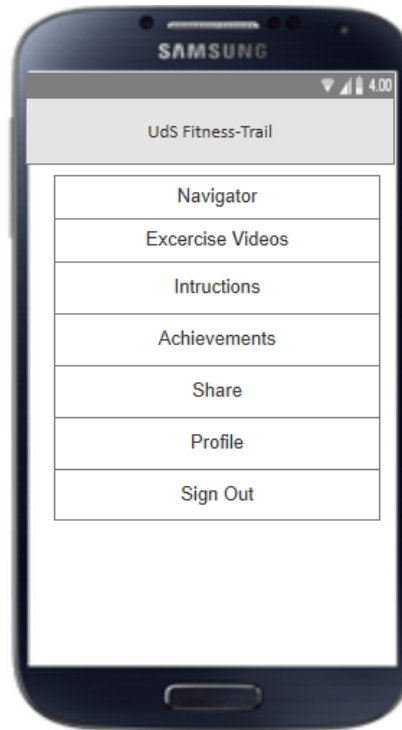 SAMSUNG
4.00
UdS Fitness-Trail
Navigator
Excercise Videos
Intructions
Achievements
Share
Profile
Sign Out